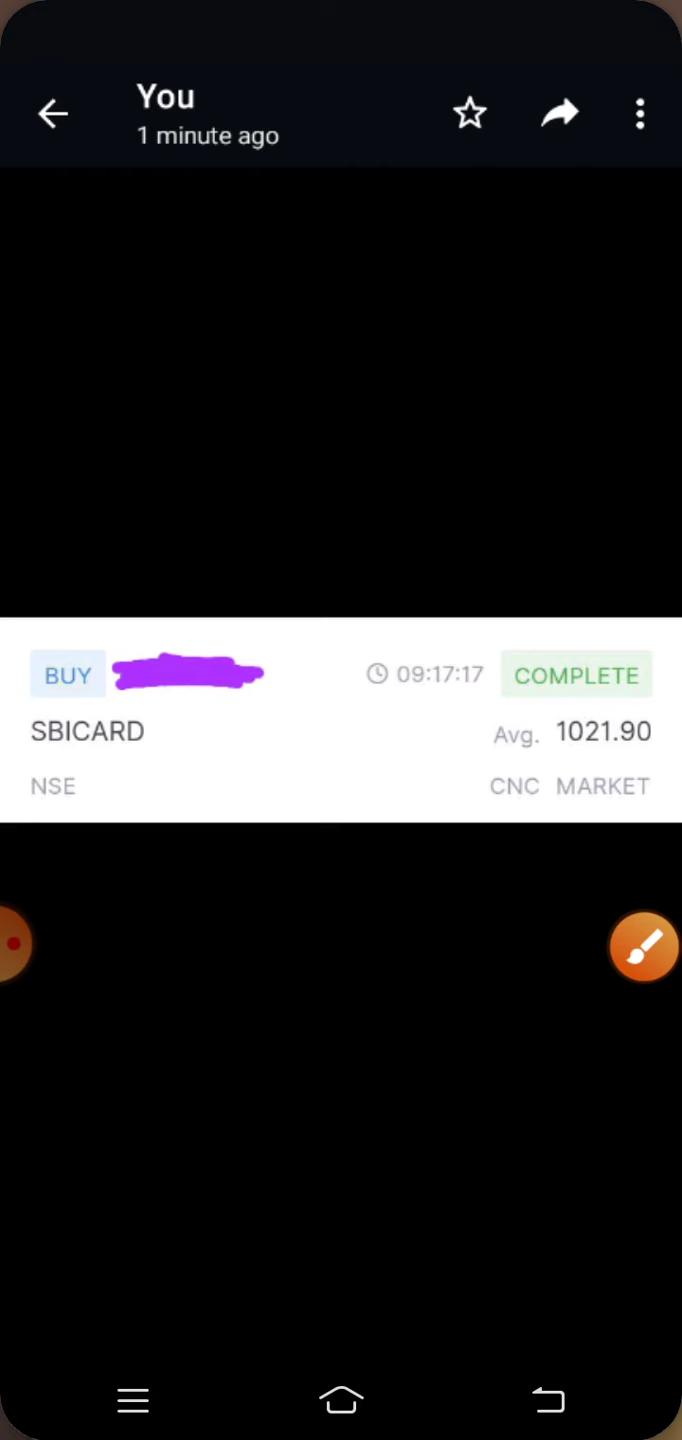 You
1 minute ago
BUY 09:17:17 COMPLETE
SBICARD Avg. 1021.90
NSE CNC MARKET